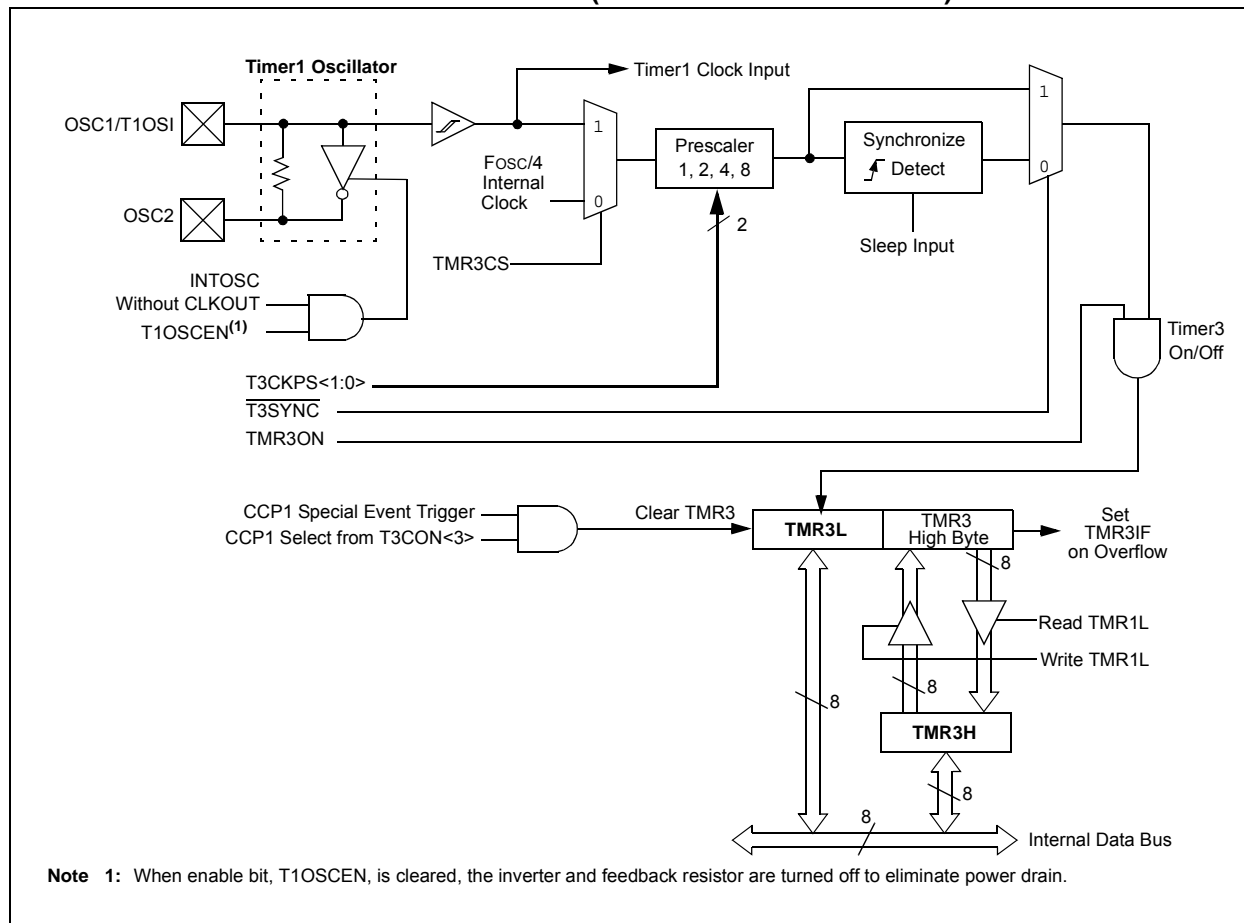 Timer1 Oscillator
Timer1 Clock Input
OSC1/T1OSI
1
FOSC/4
Internal
Clock
0
Prescaler
1, 2, 4, 8
1
Synchronize
Detect
0
OSC2
2
Sleep Input
TMR3CS
INTOSC
Without CLKOUT
T1OSCEN(1)
Timer3
On/Off
T3CKPS<1:0>
T3SYNC
TMR3ON
CCP1 Special Event Trigger
CCP1 Select from T3CON<3>
Clear TMR3
TMR3L
TMR3
High Byte
Set
TMR3IF
on Overflow
8
Read TMR1L
Write TMR1L
8
8
TMR3H
8
8
Internal Data Bus
Note 1: When enable bit, T1OSCEN, is cleared, the inverter and feedback resistor are turned off to eliminate power drain.